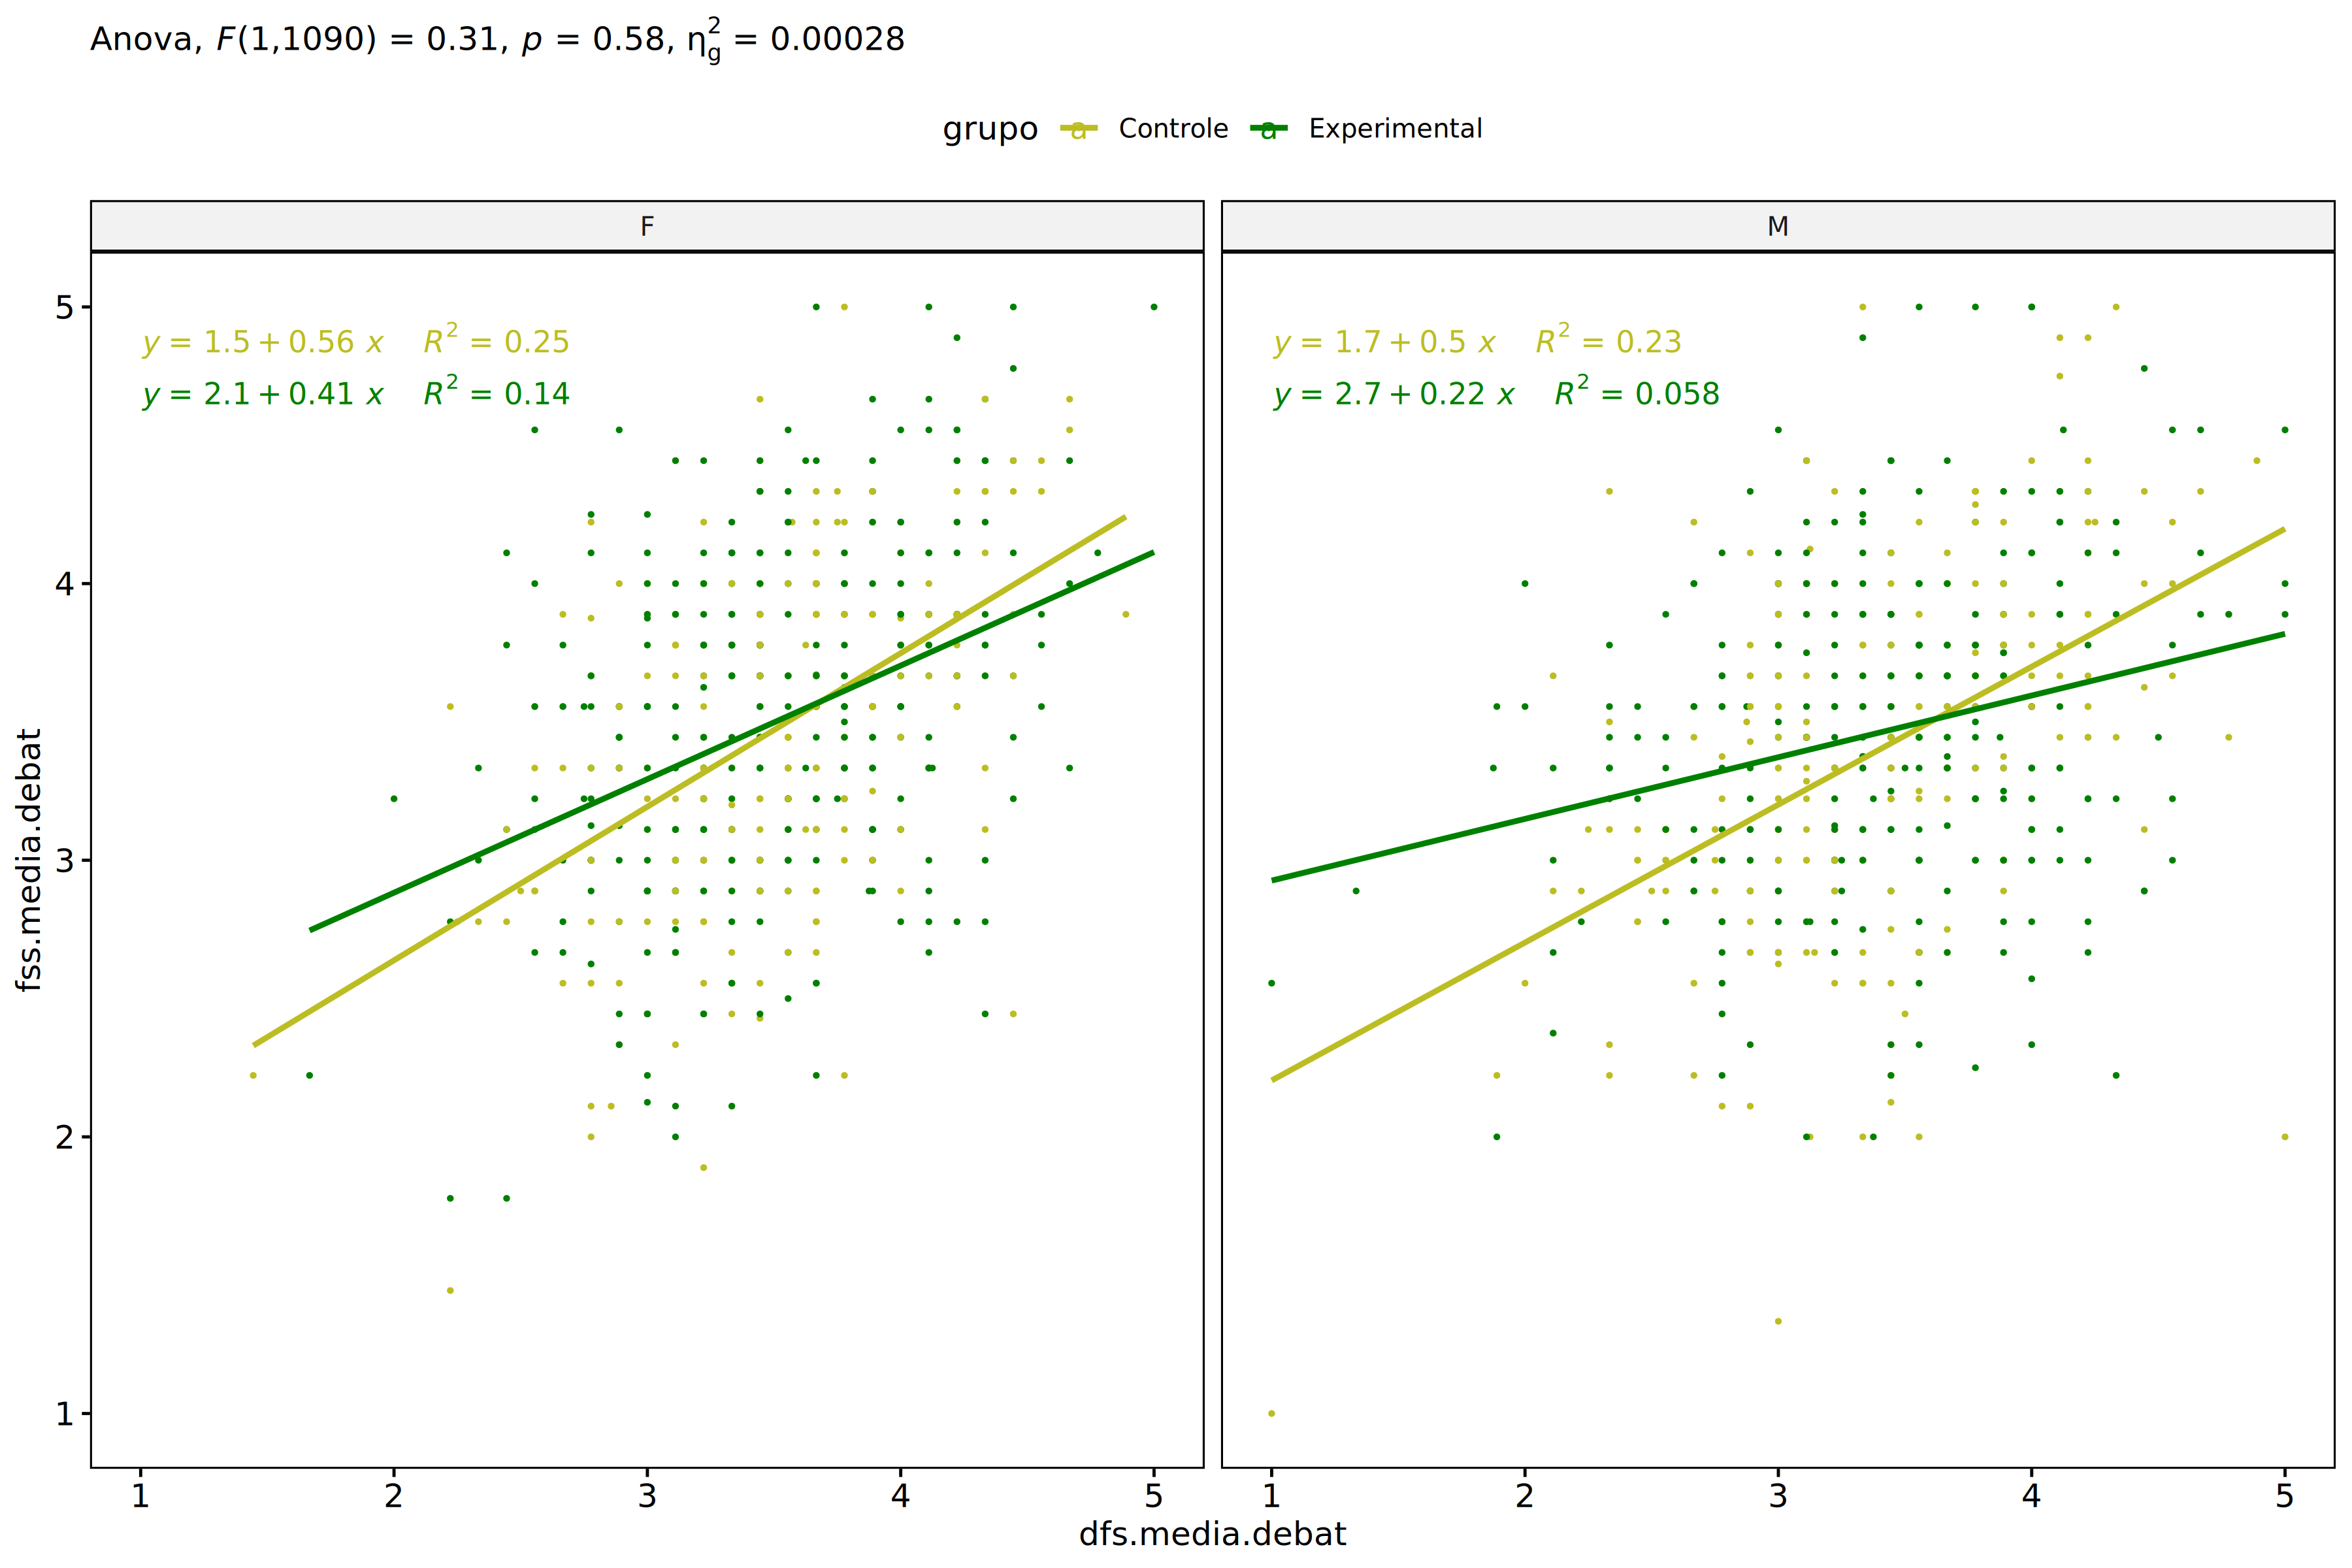 Anova, F(1,1090) = 0.31, p = 0.58, η²g = 0.00028
grupo a Controle a Experimental
F
M
y = 1.5 + 0.56 x R² = 0.25
y = 2.1 + 0.41 x R² = 0.14
y = 1.7 + 0.5 x R² = 0.23
y = 2.7 + 0.22 x R² = 0.058
5
4
3
2
1
fss.media.debat
1 2 3 4 5
1 2 3 4 5
dfs.media.debat